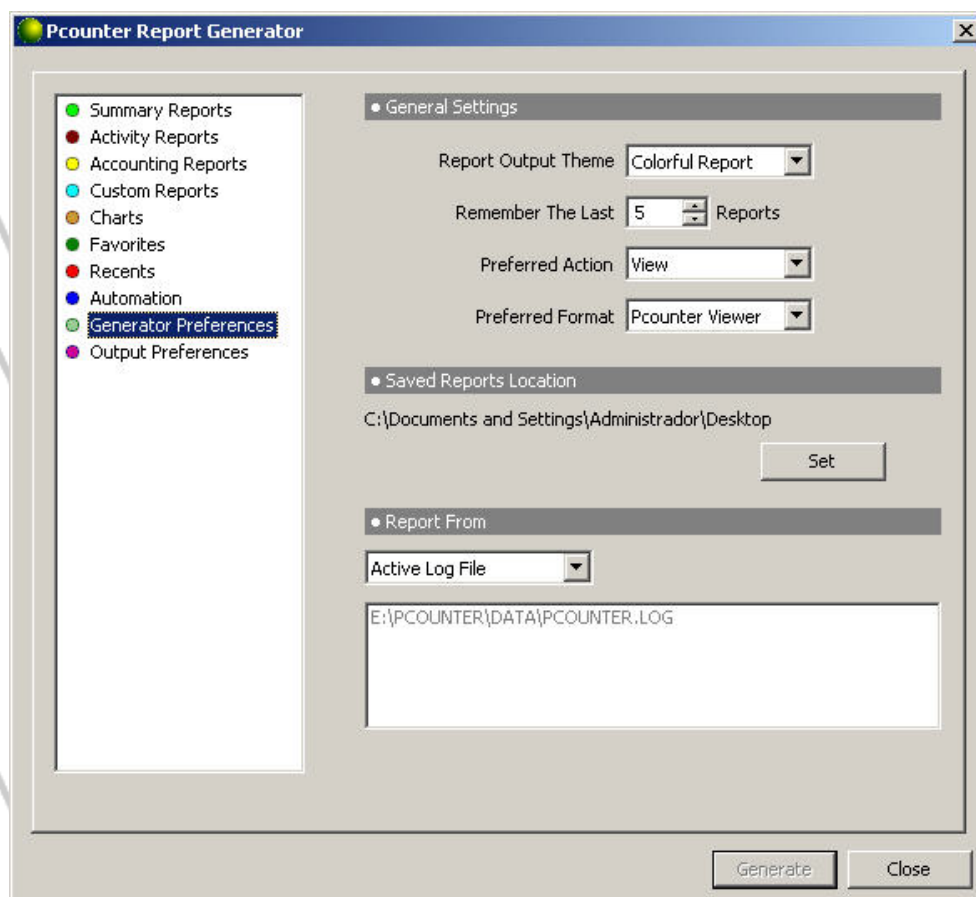 Pcounter Report Generator
Summary Reports
Activity Reports
Accounting Reports
Custom Reports
Charts
Favorites
Recents
Automation
Generator Preferences
Output Preferences
General Settings
Report Output Theme Colorful Report
Remember The Last 5 Reports
Preferred Action View
Preferred Format Pcounter Viewer
Saved Reports Location
C:\Documents and Settings\Administrador\Desktop
Set
Report From
Active Log File
E:\PCOUNTER\DATA\PCOUNTER.LOG
Generate Close